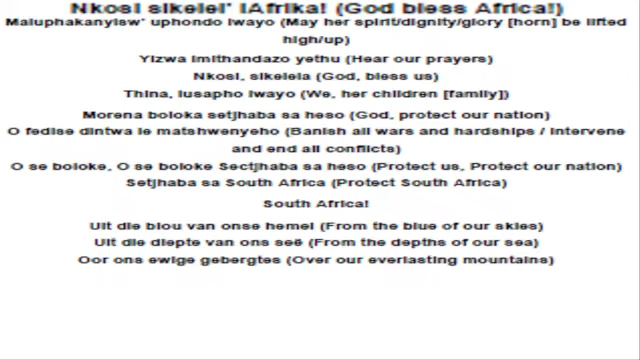 Nkosi sikelel' iAfrika! (God bless Africa!)
Maluphakanyisw' uphondo lwayo (May her spirit/dignity/glory [horn] be lifted
high/up)
Yizwa imithandazo yethu (Hear our prayers)
Nkosi, sikelela (God, bless us)
Thina, lusapho lwayo (We, her children [family])
Morena boloka setjhaba sa heso (God, protect our nation)
O fedise dintwa le matshwenyeho (Banish all wars and hardships / Intervene
and end all conflicts)
O se boloke, O se boloke Sectjhaba sa heso (Protect us, Protect our nation)
Setjhaba sa South Africa (Protect South Africa)
South Africa!
Uit die blou van onse hemel (From the blue of our skies)
Uit die diepte van ons seë (From the depths of our sea)
Oor ons ewige gebergtes (Over our everlasting mountains)